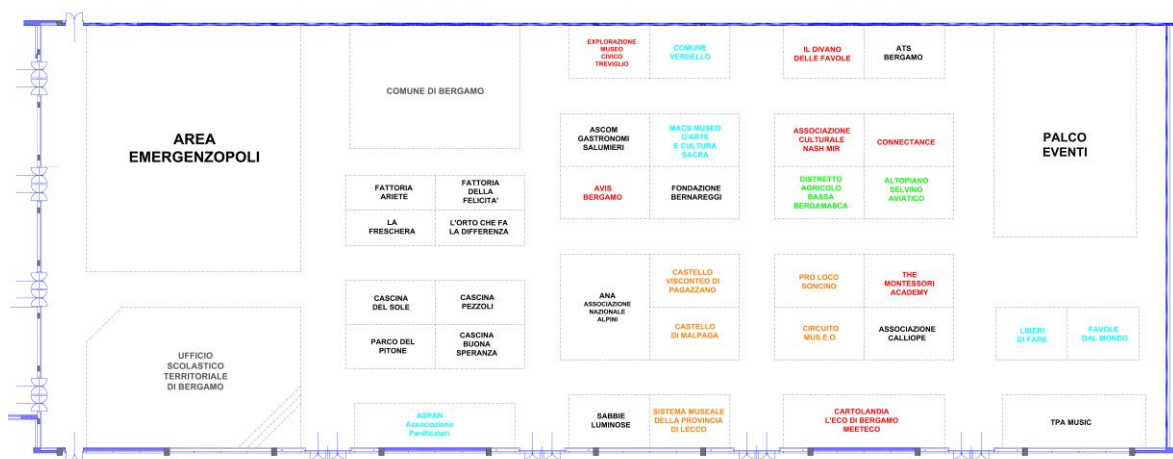 EXPLORAZIONE
MUSEO
CIVICO
TREVIGLIO
COMUNE
VERDELLO
IL DIVANO
DELLE FAVOLE
ATS
BERGAMO
COMUNE DI BERGAMO
AREA
EMERGENZOPOLI
ASCOM
GASTRONOMI
SALUMIERI
MACS MUSEO
D'ARTE
E CULTURA
SACRA
ASSOCIAZIONE
CULTURALE
NASH MIR
CONNECTANCE
PALCO
EVENTI
FATTORIA
ARIETE
FATTORIA
DELLA
FELICITA'
AVIS
BERGAMO
FONDAZIONE
BERNAREGGI
DISTRETTO
AGRICOLO
BASSA
BERGAMASCA
ALTOPIANO
SELVINO
AVIATICO
LA
FRESCHERA
L'ORTO CHE FA
LA DIFFERENZA
CASCINA
DEL SOLE
CASCINA
PEZZOLI
ANA
ASSOCIAZIONE
NAZIONALE
ALPINI
CASTELLO
VISCONTEO DI
PAGAZZANO
PRO LOCO
SONCINO
THE
MONTESSORI
ACADEMY
PARCO DEL
PITONE
CASCINA
BUONA
SPERANZA
CASTELLO
DI MALPAGA
CIRCUITO
MUS.E.O.
ASSOCIAZIONE
CALLIOPE
LIBERI
DI FARE
FAVOLE
DAL MONDO
UFFICIO
SCOLASTICO
TERRITORIALE
DI BERGAMO
ASPAN
Associazione
Panificatori
SABBIE
LUMINOSE
SISTEMA MUSEALE
DELLA PROVINCIA
DI LECCO
CARTOLANDIA
L'ECO DI BERGAMO
MEETECO
TPA MUSIC